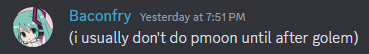 Baconfry Yesterday at 7:51 PM
(i usually don't do pmoon until after golem)